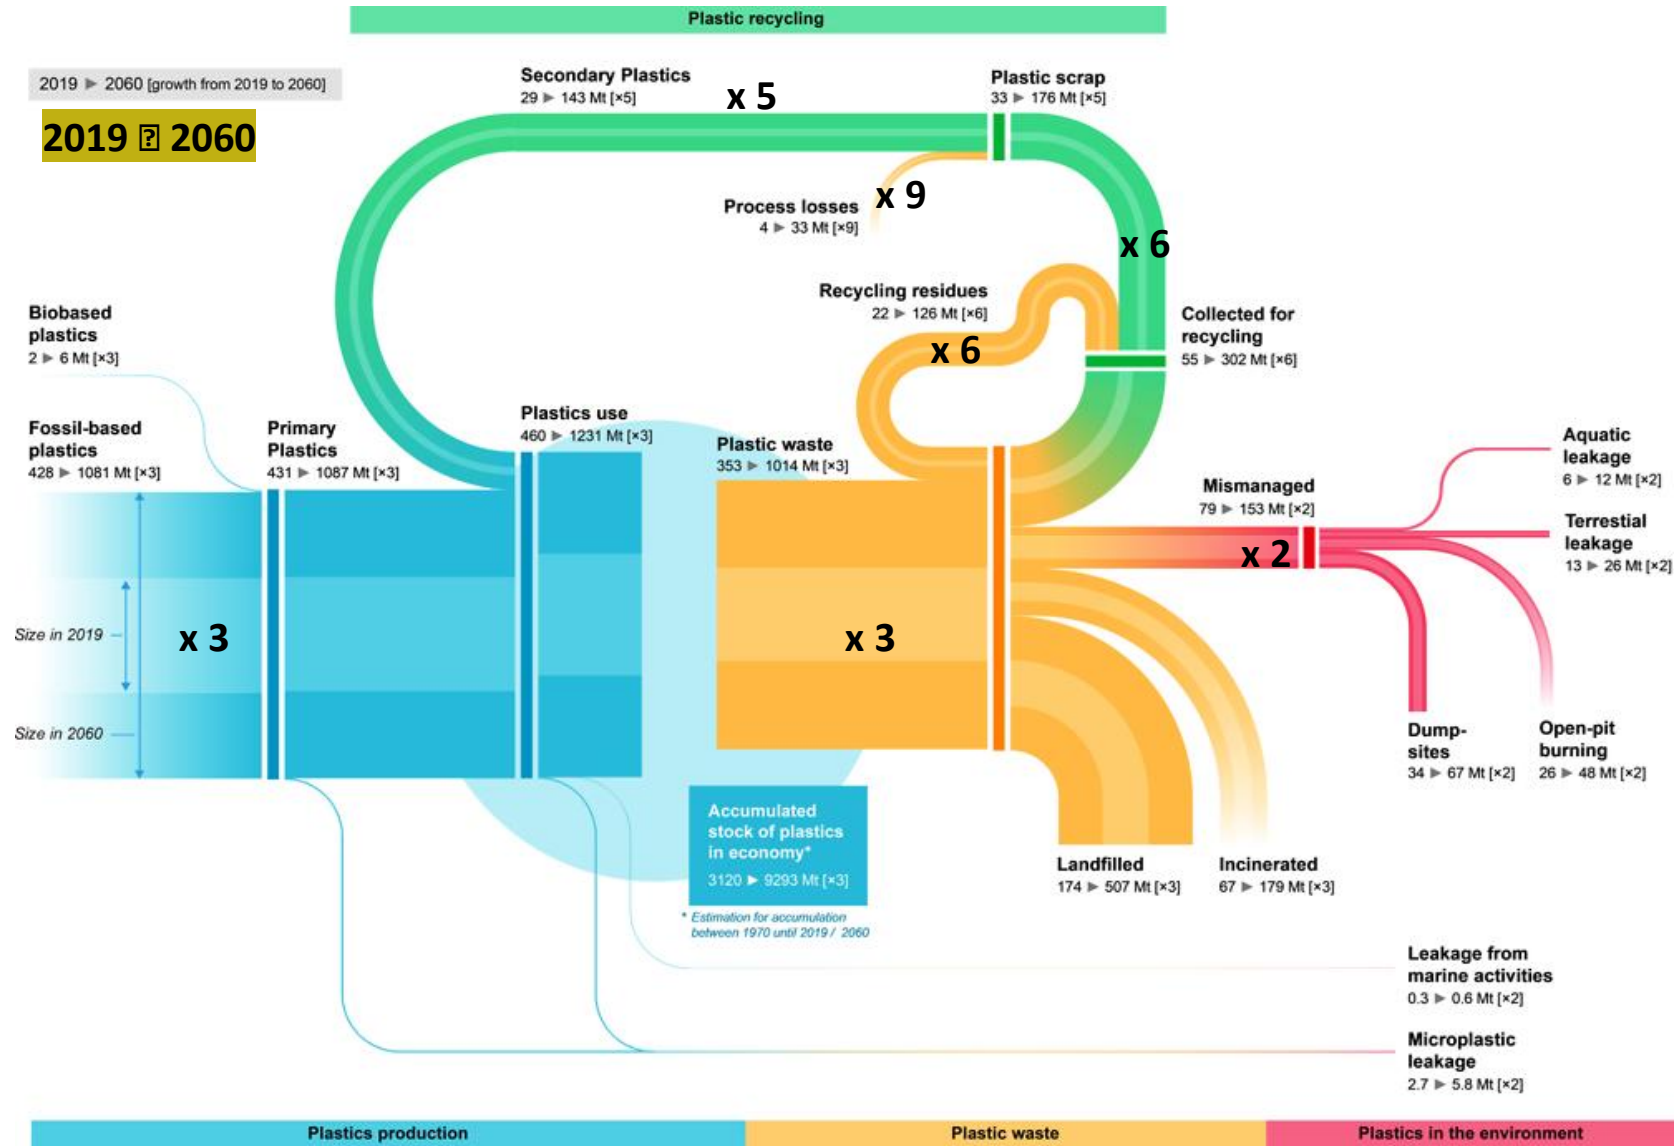 Plastic recycling
2019 ► 2060 [growth from 2019 to 2060]
2019 🯄 2060
Secondary Plastics
29 ► 143 Mt [×5]
x 5
Plastic scrap
33 ► 176 Mt [×5]
Process losses
4 ► 33 Mt [×9]
x 9
x 6
Recycling residues
22 ► 126 Mt [×6]
x 6
Collected for
recycling
55 ► 302 Mt [×6]
Biobased
plastics
2 ► 6 Mt [×3]
Fossil-based
plastics
428 ► 1081 Mt [×3]
Primary
Plastics
431 ► 1087 Mt [×3]
Plastics use
460 ► 1231 Mt [×3]
Plastic waste
353 ► 1014 Mt [×3]
Mismanaged
79 ► 153 Mt [×2]
x 2
Aquatic
leakage
6 ► 12 Mt [×2]
Terrestial
leakage
13 ► 26 Mt [×2]
Size in 2019
x 3
x 3
Size in 2060
Dump-
sites
34 ► 67 Mt [×2]
Open-pit
burning
26 ► 48 Mt [×2]
Accumulated
stock of plastics
in economy*
3120 ► 9293 Mt [×3]
* Estimation for accumulation
between 1970 until 2019 / 2060
Landfilled
174 ► 507 Mt [×3]
Incinerated
67 ► 179 Mt [×3]
Leakage from
marine activities
0.3 ► 0.6 Mt [×2]
Microplastic
leakage
2.7 ► 5.8 Mt [×2]
Plastics production
Plastic waste
Plastics in the environment